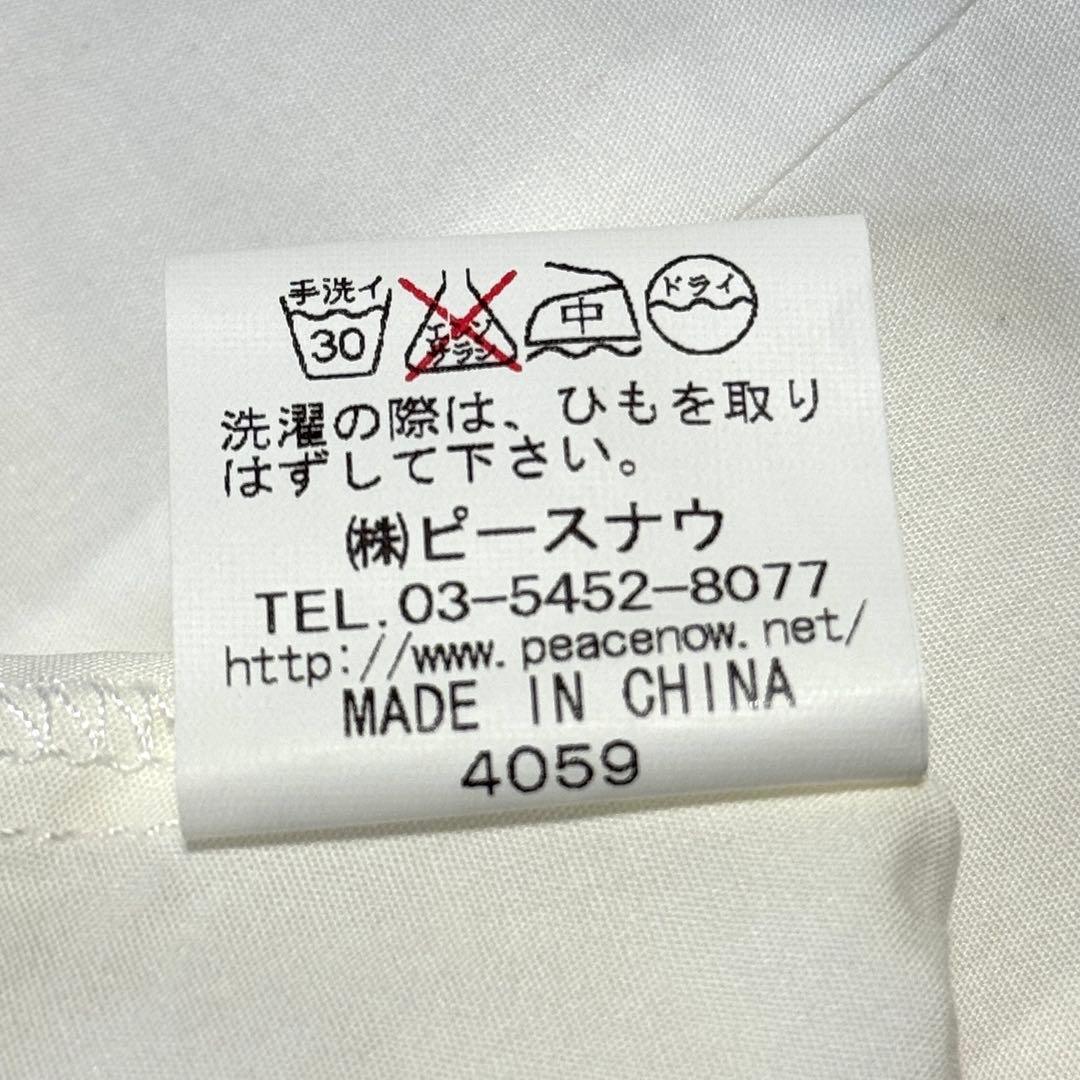 手洗イ
30
エンソ
サラシ
中
ドライ
洗濯の際は、ひもを取り
はずして下さい。
㈱ピースナウ
TEL.03-5452-8077
http://www.peacenow.net/
MADE IN CHINA
4059